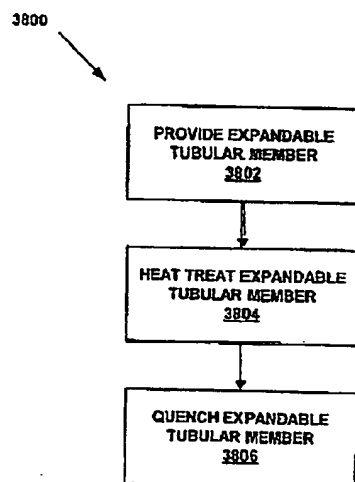 3800
PROVIDE EXPANDABLE
TUBULAR MEMBER
3802
HEAT TREAT EXPANDABLE
TUBULAR MEMBER
3804
QUENCH EXPANDABLE
TUBULAR MEMBER
3806